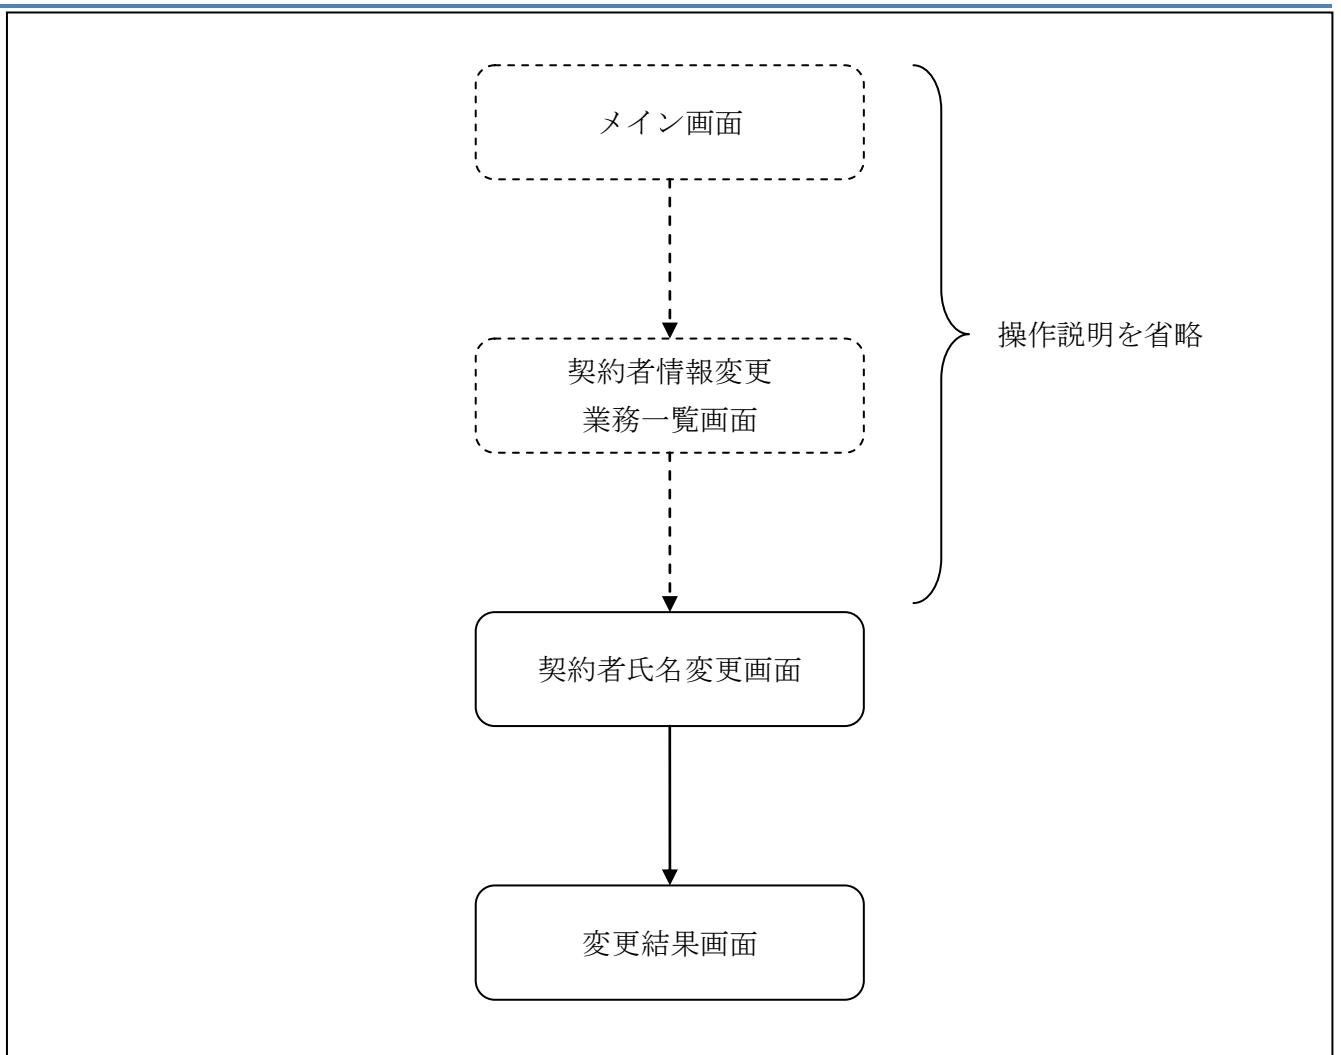 メイン画面
操作説明を省略
契約者情報変更
業務一覧画面
契約者氏名変更画面
変更結果画面